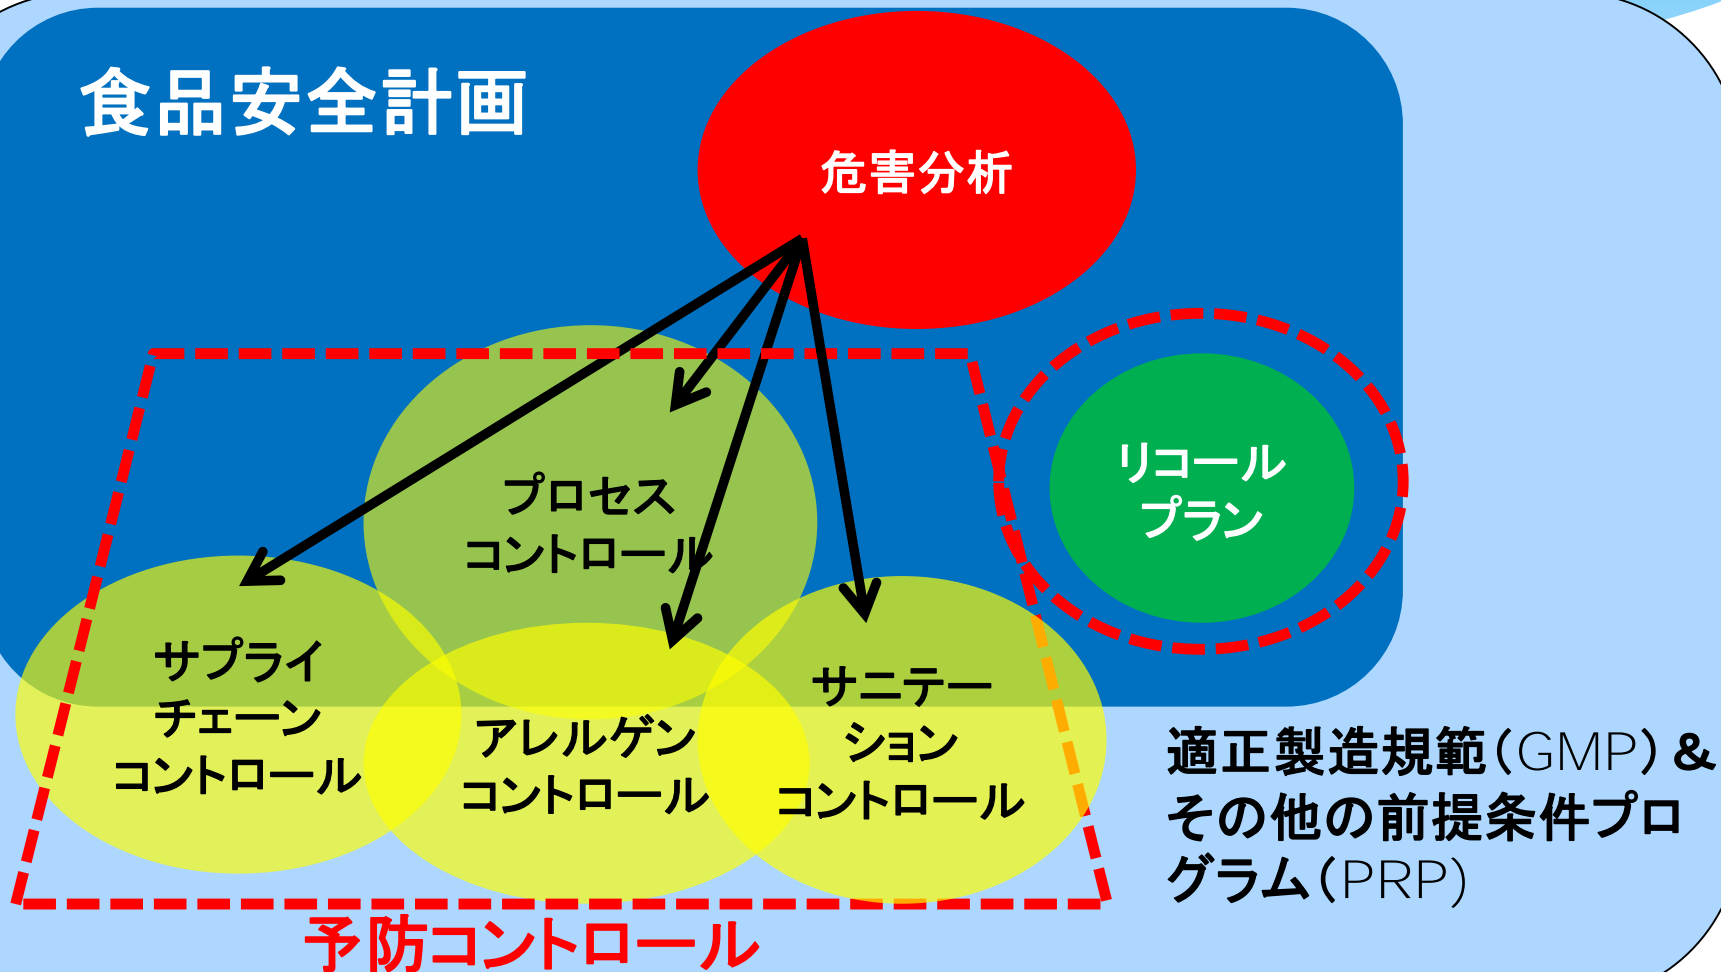 食品安全計画
危害分析
リコール
プラン
プロセス
コントロール
サプライ
チェーン
コントロール
アレルゲン
コントロール
サニテー
ション
コントロール
適正製造規範(GMP)&
その他の前提条件プロ
グラム(PRP)
予防コントロール